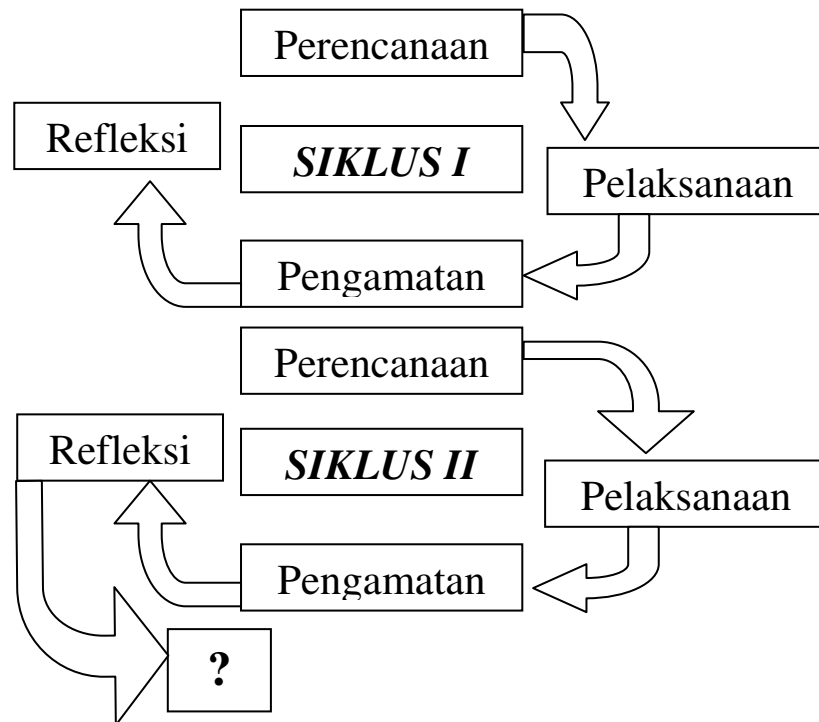 Perencanaan
Refleksi
SIKLUS I
Pelaksanaan
Pengamatan
Perencanaan
Refleksi
SIKLUS II
Pelaksanaan
Pengamatan
?